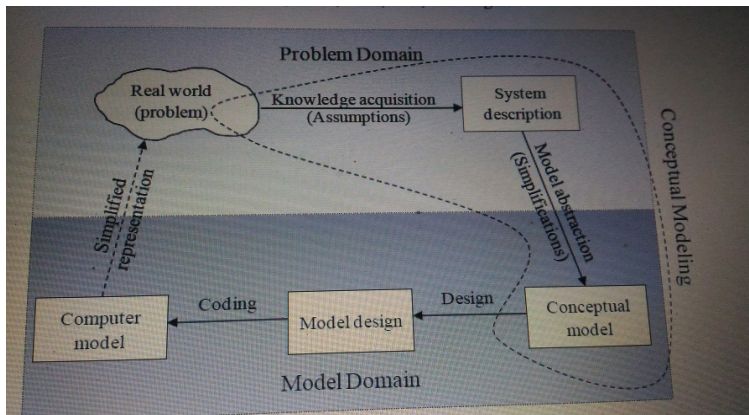 Problem Domain
Real world
(problem)
Knowledge acquisition
(Assumptions)
System
description
Model abstraction
(Simplifications)
Conceptual Modeling
Simplified
representation
Computer
model
Coding
Model design
Design
Conceptual
model
Model Domain